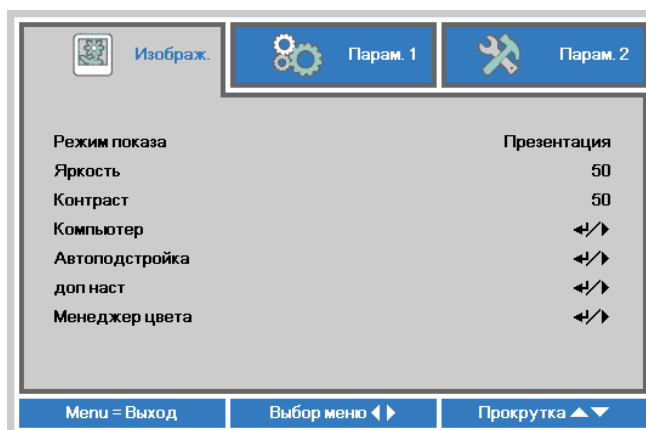 Изображ. Парам. 1 Парам. 2
Режим показа Презентация
Яркость 50
Контраст 50
Компьютер ↵/▶
Автоподстройка ↵/▶
доп наст ↵/▶
Менеджер цвета ↵/▶
Menu = Выход Выбор меню ◀▶ Прокрутка ▲▼